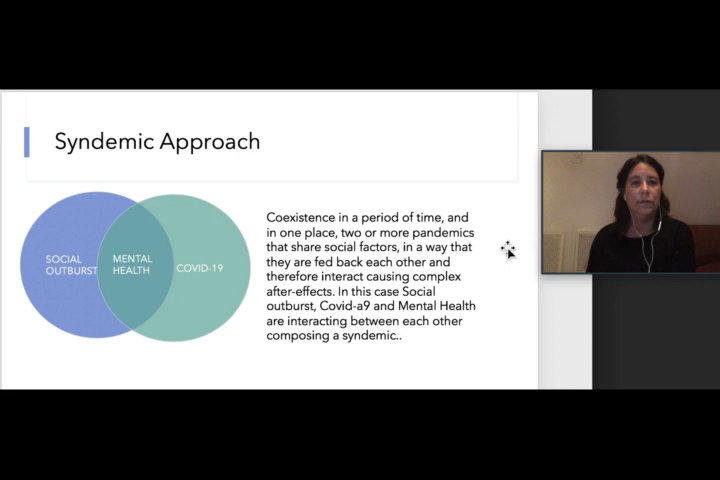 Syndemic Approach
SOCIAL
OUTBURST
MENTAL
HEALTH
COVID-19
Coexistence in a period of time, and
in one place, two or more pandemics
that share social factors, in a way that
they are fed back each other and
therefore interact causing complex
after-effects. In this case Social
outburst, Covid-a9 and Mental Health
are interacting between each other
composing a syndemic..